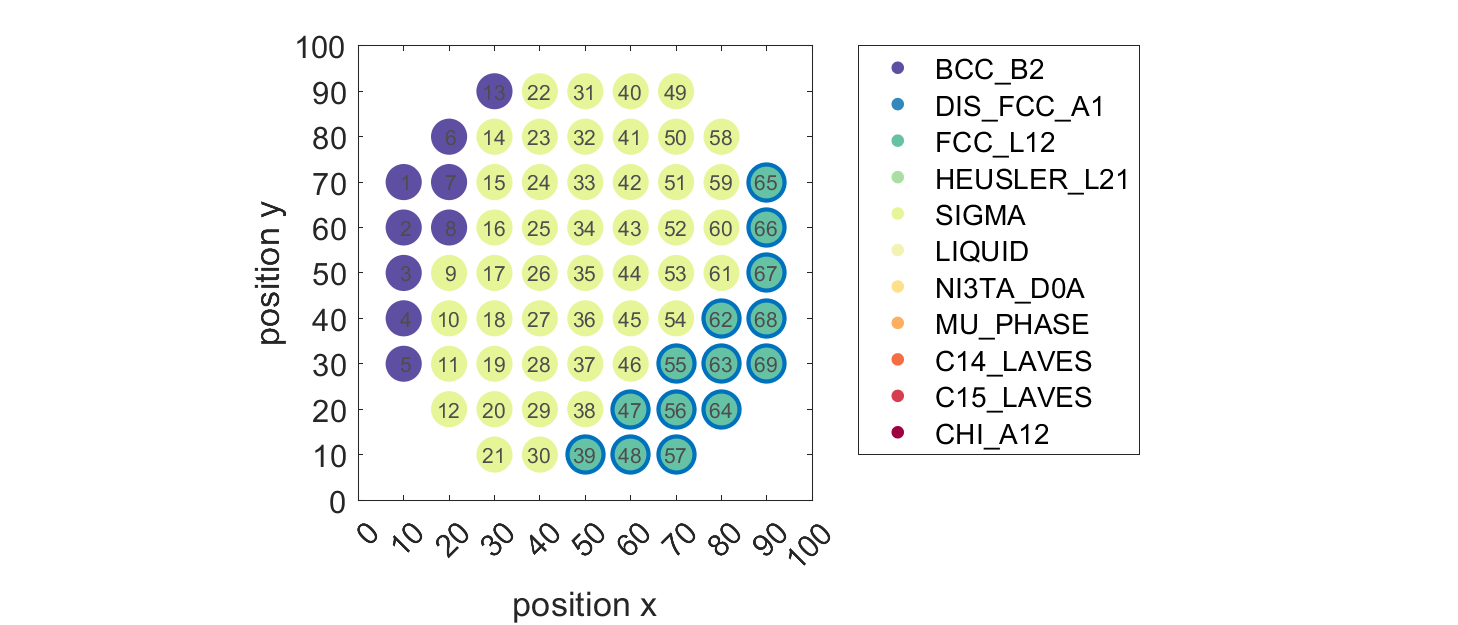 100
90 13 22 31 40 49
80 6 14 23 32 41 50 58
70 1 7 15 24 33 42 51 59 65
60 2 8 16 25 34 43 52 60 66
50 3 9 17 26 35 44 53 61 67
40 4 10 18 27 36 45 54 62 68
30 5 11 19 28 37 46 55 63 69
20 12 20 29 38 47 56 64
10 21 30 39 48 57
0
0 10 20 30 40 50 60 70 80 90 100
position x
position y
BCC_B2
DIS_FCC_A1
FCC_L12
HEUSLER_L21
SIGMA
LIQUID
NI3TA_D0A
MU_PHASE
C14_LAVES
C15_LAVES
CHI_A12